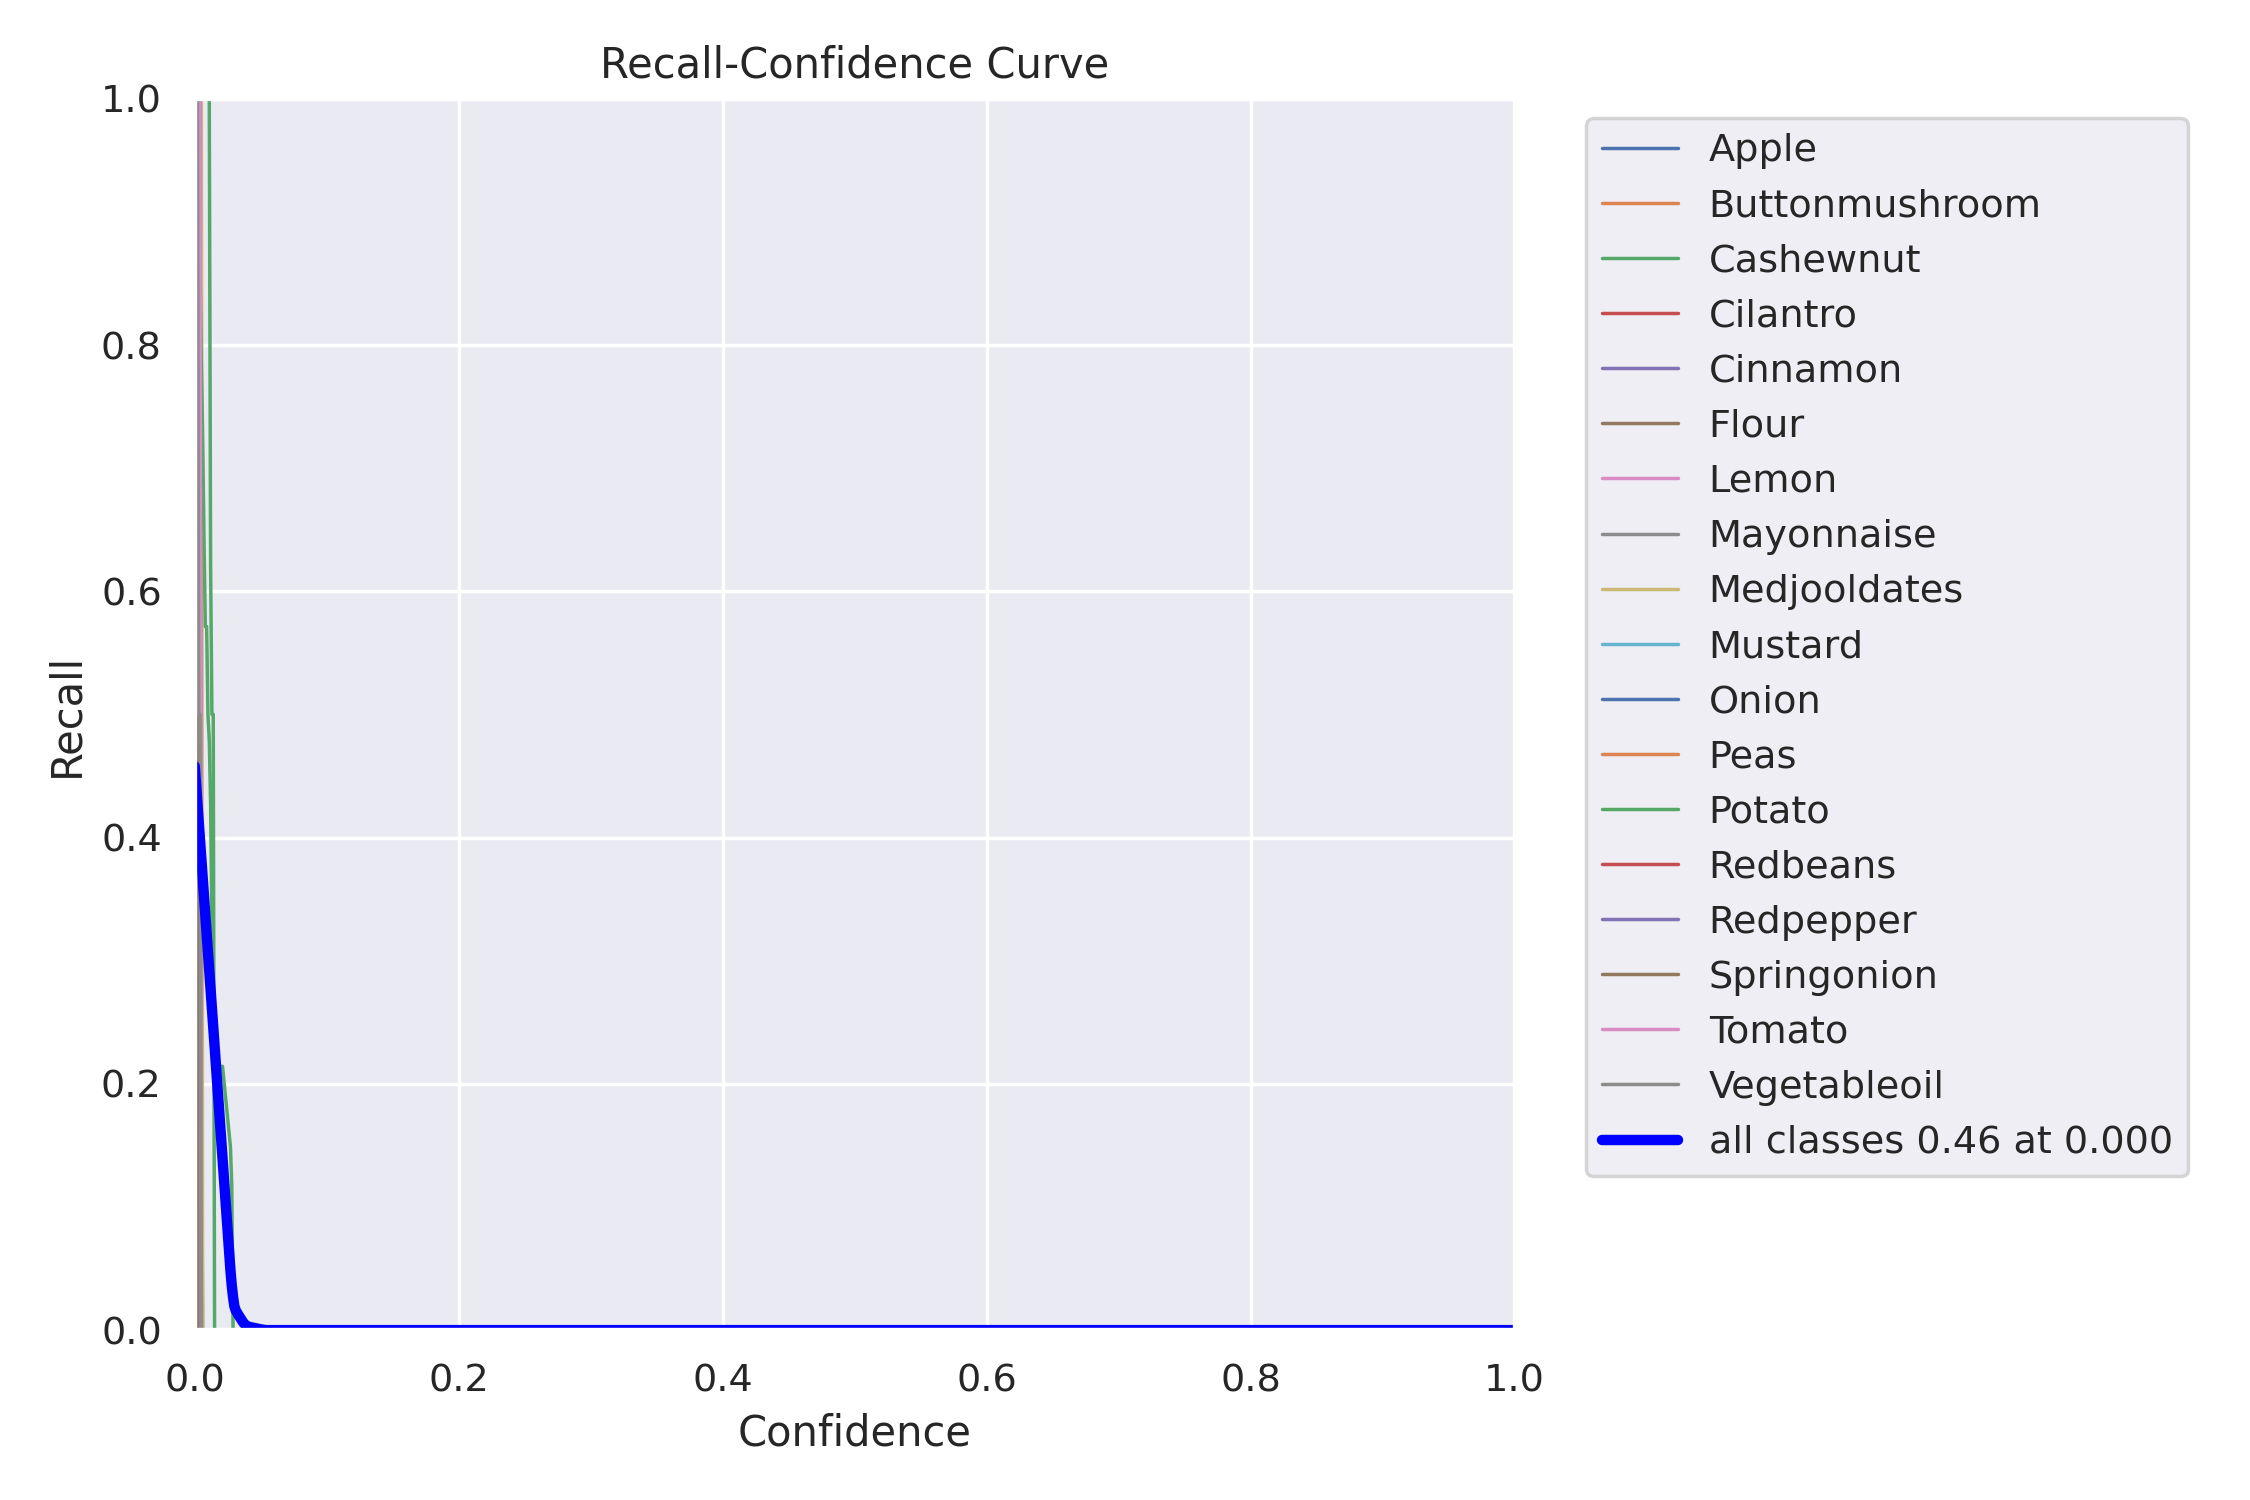 Recall-Confidence Curve
1.0
0.8
0.6
0.4
0.2
0.0
Recall
0.0 0.2 0.4 0.6 0.8 1.0
Confidence
Apple
Buttonmushroom
Cashewnut
Cilantro
Cinnamon
Flour
Lemon
Mayonnaise
Medjooldates
Mustard
Onion
Peas
Potato
Redbeans
Redpepper
Springonion
Tomato
Vegetableoil
all classes 0.46 at 0.000